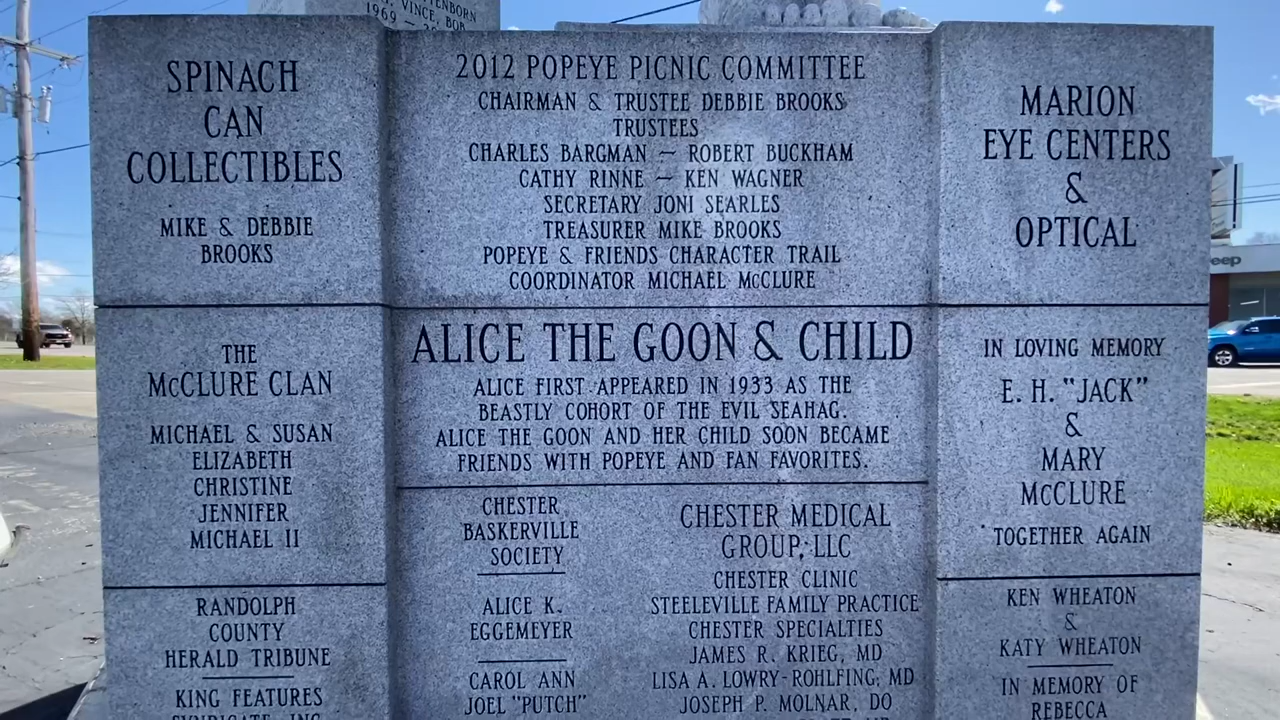 1969
VINCE, BOB
SPINACH
CAN
COLLECTIBLES
MIKE & DEBBIE
BROOKS
THE
McCLURE CLAN
MICHAEL & SUSAN
ELIZABETH
CHRISTINE
JENNIFER
MICHAEL II
RANDOLPH
COUNTY
HERALD TRIBUNE
KING FEATURES
SYNDICATE, INC.
2012 POPEYE PICNIC COMMITTEE
CHAIRMAN & TRUSTEE DEBBIE BROOKS
TRUSTEES
CHARLES BARGMAN ~ ROBERT BUCKHAM
CATHY RINNE ~ KEN WAGNER
SECRETARY JONI SEARLES
TREASURER MIKE BROOKS
POPEYE & FRIENDS CHARACTER TRAIL
COORDINATOR MICHAEL McCLURE
ALICE THE GOON & CHILD
ALICE FIRST APPEARED IN 1933 AS THE
BEASTLY COHORT OF THE EVIL SEAHAG.
ALICE THE GOON AND HER CHILD SOON BECAME
FRIENDS WITH POPEYE AND FAN FAVORITES.
CHESTER
BASKERVILLE
SOCIETY
ALICE K.
EGGEMEYER
CAROL ANN
JOEL "PUTCH"
CHESTER MEDICAL
GROUP, LLC
CHESTER CLINIC
STEELEVILLE FAMILY PRACTICE
CHESTER SPECIALTIES
JAMES R. KRIEG, MD
LISA A. LOWRY-ROHLFING, MD
JOSEPH P. MOLNAR, DO
MARION
EYE CENTERS
&
OPTICAL
IN LOVING MEMORY
E. H. "JACK"
&
MARY
McCLURE
TOGETHER AGAIN
KEN WHEATON
&
KATY WHEATON
IN MEMORY OF
REBECCA
eep